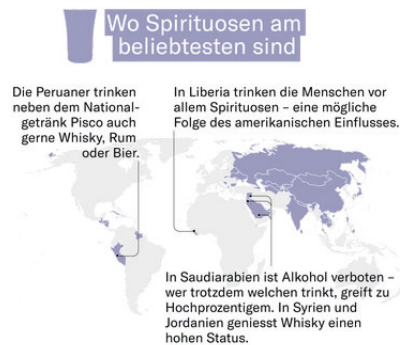 Wo Spirituosen am
beliebtesten sind
Die Peruaner trinken
neben dem National-
getränk Pisco auch
gerne Whisky, Rum
oder Bier.
In Liberia trinken die Menschen vor
allem Spirituosen – eine mögliche
Folge des amerikanischen Einflusses.
In Saudiarabien ist Alkohol verboten –
wer trotzdem welchen trinkt, greift zu
Hochprozentigem. In Syrien und
Jordanien geniesst Whisky einen
hohen Status.